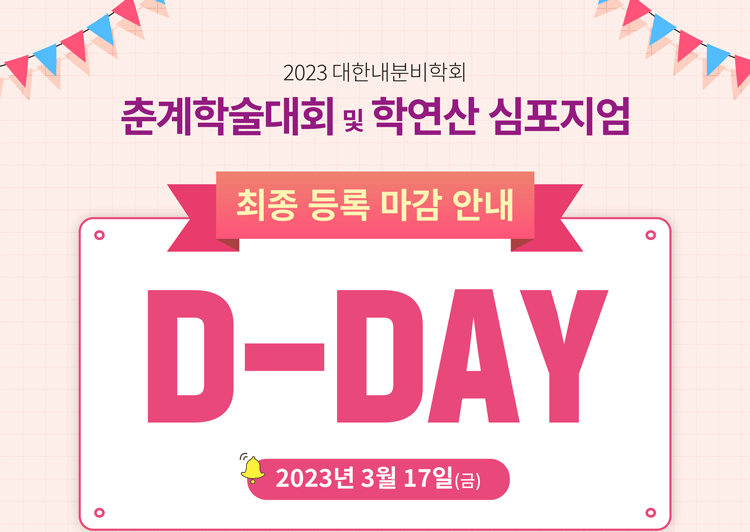 2023 대한내분비학회
춘계학술대회 및 학연산 심포지엄
최종 등록 마감 안내
D-DAY
2023년 3월 17일(금)